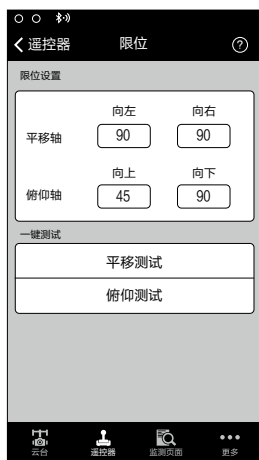 遥控器 限位 ?
限位设置
向左 向右
平移轴 90 90
向上 向下
俯仰轴 45 90
一键测试
平移测试
俯仰测试
云台 遥控器 监测页面 更多